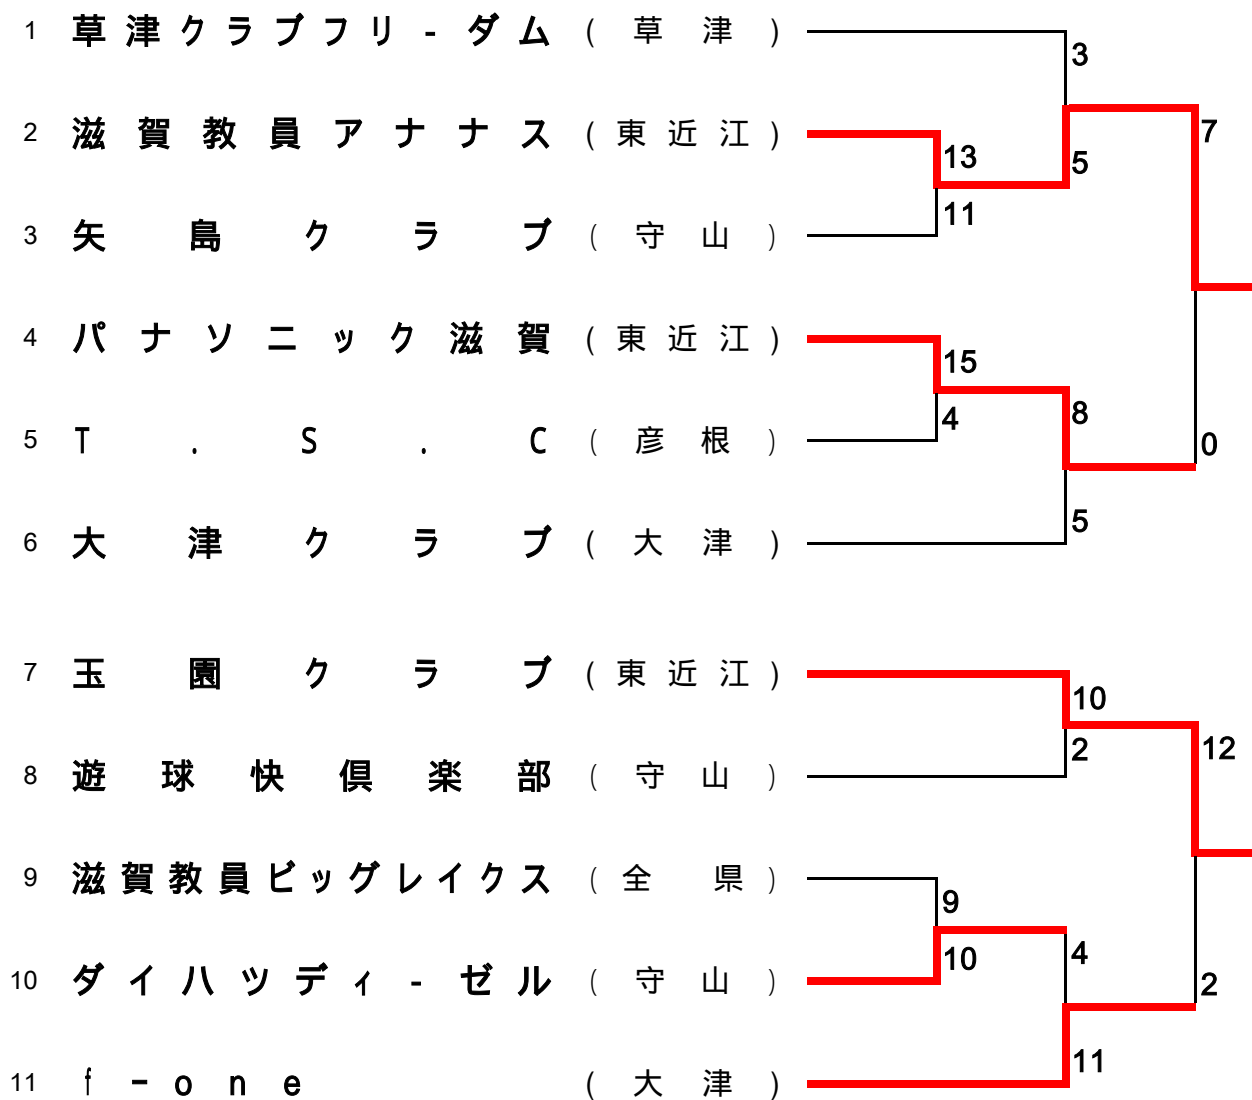 1 草津クラブフリ-ダム (草津) 3
2 滋賀教員アナナス (東近江) 13 5 7
3 矢島クラブ (守山) 11
4 パナソニック滋賀 (東近江) 15 8
5 T.S.C (彦根) 4 0
6 大津クラブ (大津) 5
7 玉園クラブ (東近江) 10
8 遊球快倶楽部 (守山) 2 12
9 滋賀教員ビッグレイクス (全県) 9
10 ダイハツディ-ゼル (守山) 10 4 2
11 f-one (大津) 11